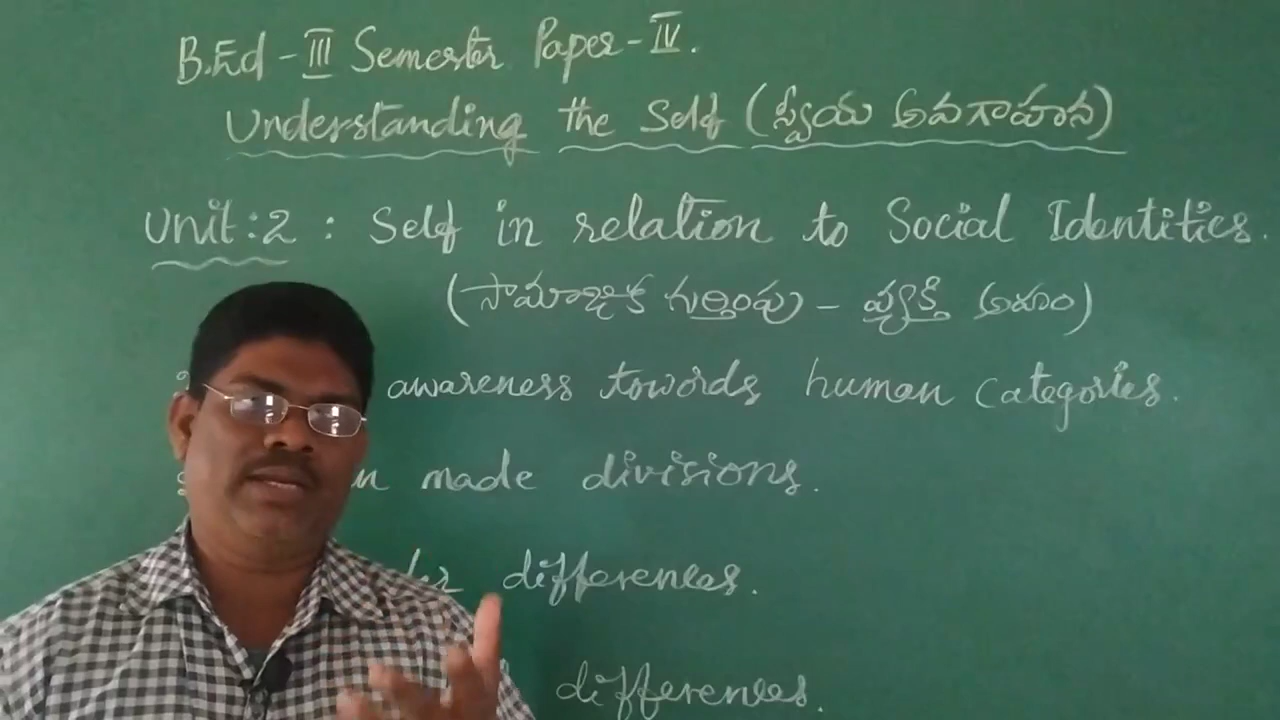 B.Ed - III Semester Paper - IV.
Understanding the Self (స్వీయ అవగాహన)
Unit:2 : Self in relation to Social Identities.
(సామాజిక గుర్తింపు - వ్యక్తి అహం)
awareness towords human Categories.
made divisions.
differences.
differences.